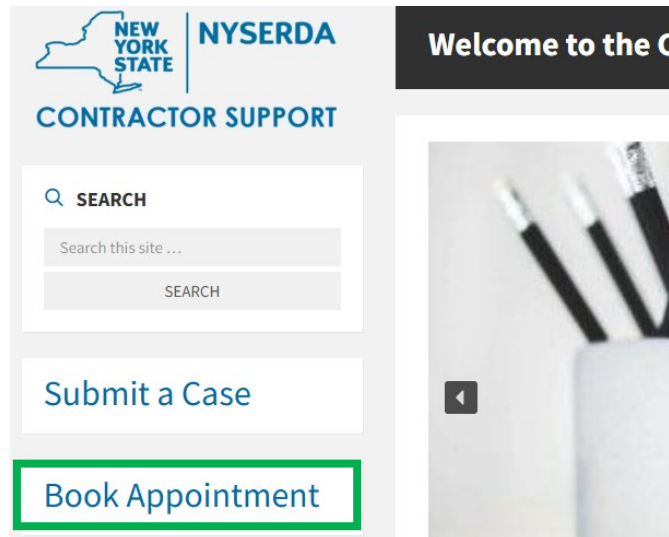 NEW
YORK
STATE
NYSERDA
CONTRACTOR SUPPORT
SEARCH
Search this site …
SEARCH
Submit a Case
Book Appointment
Welcome to the